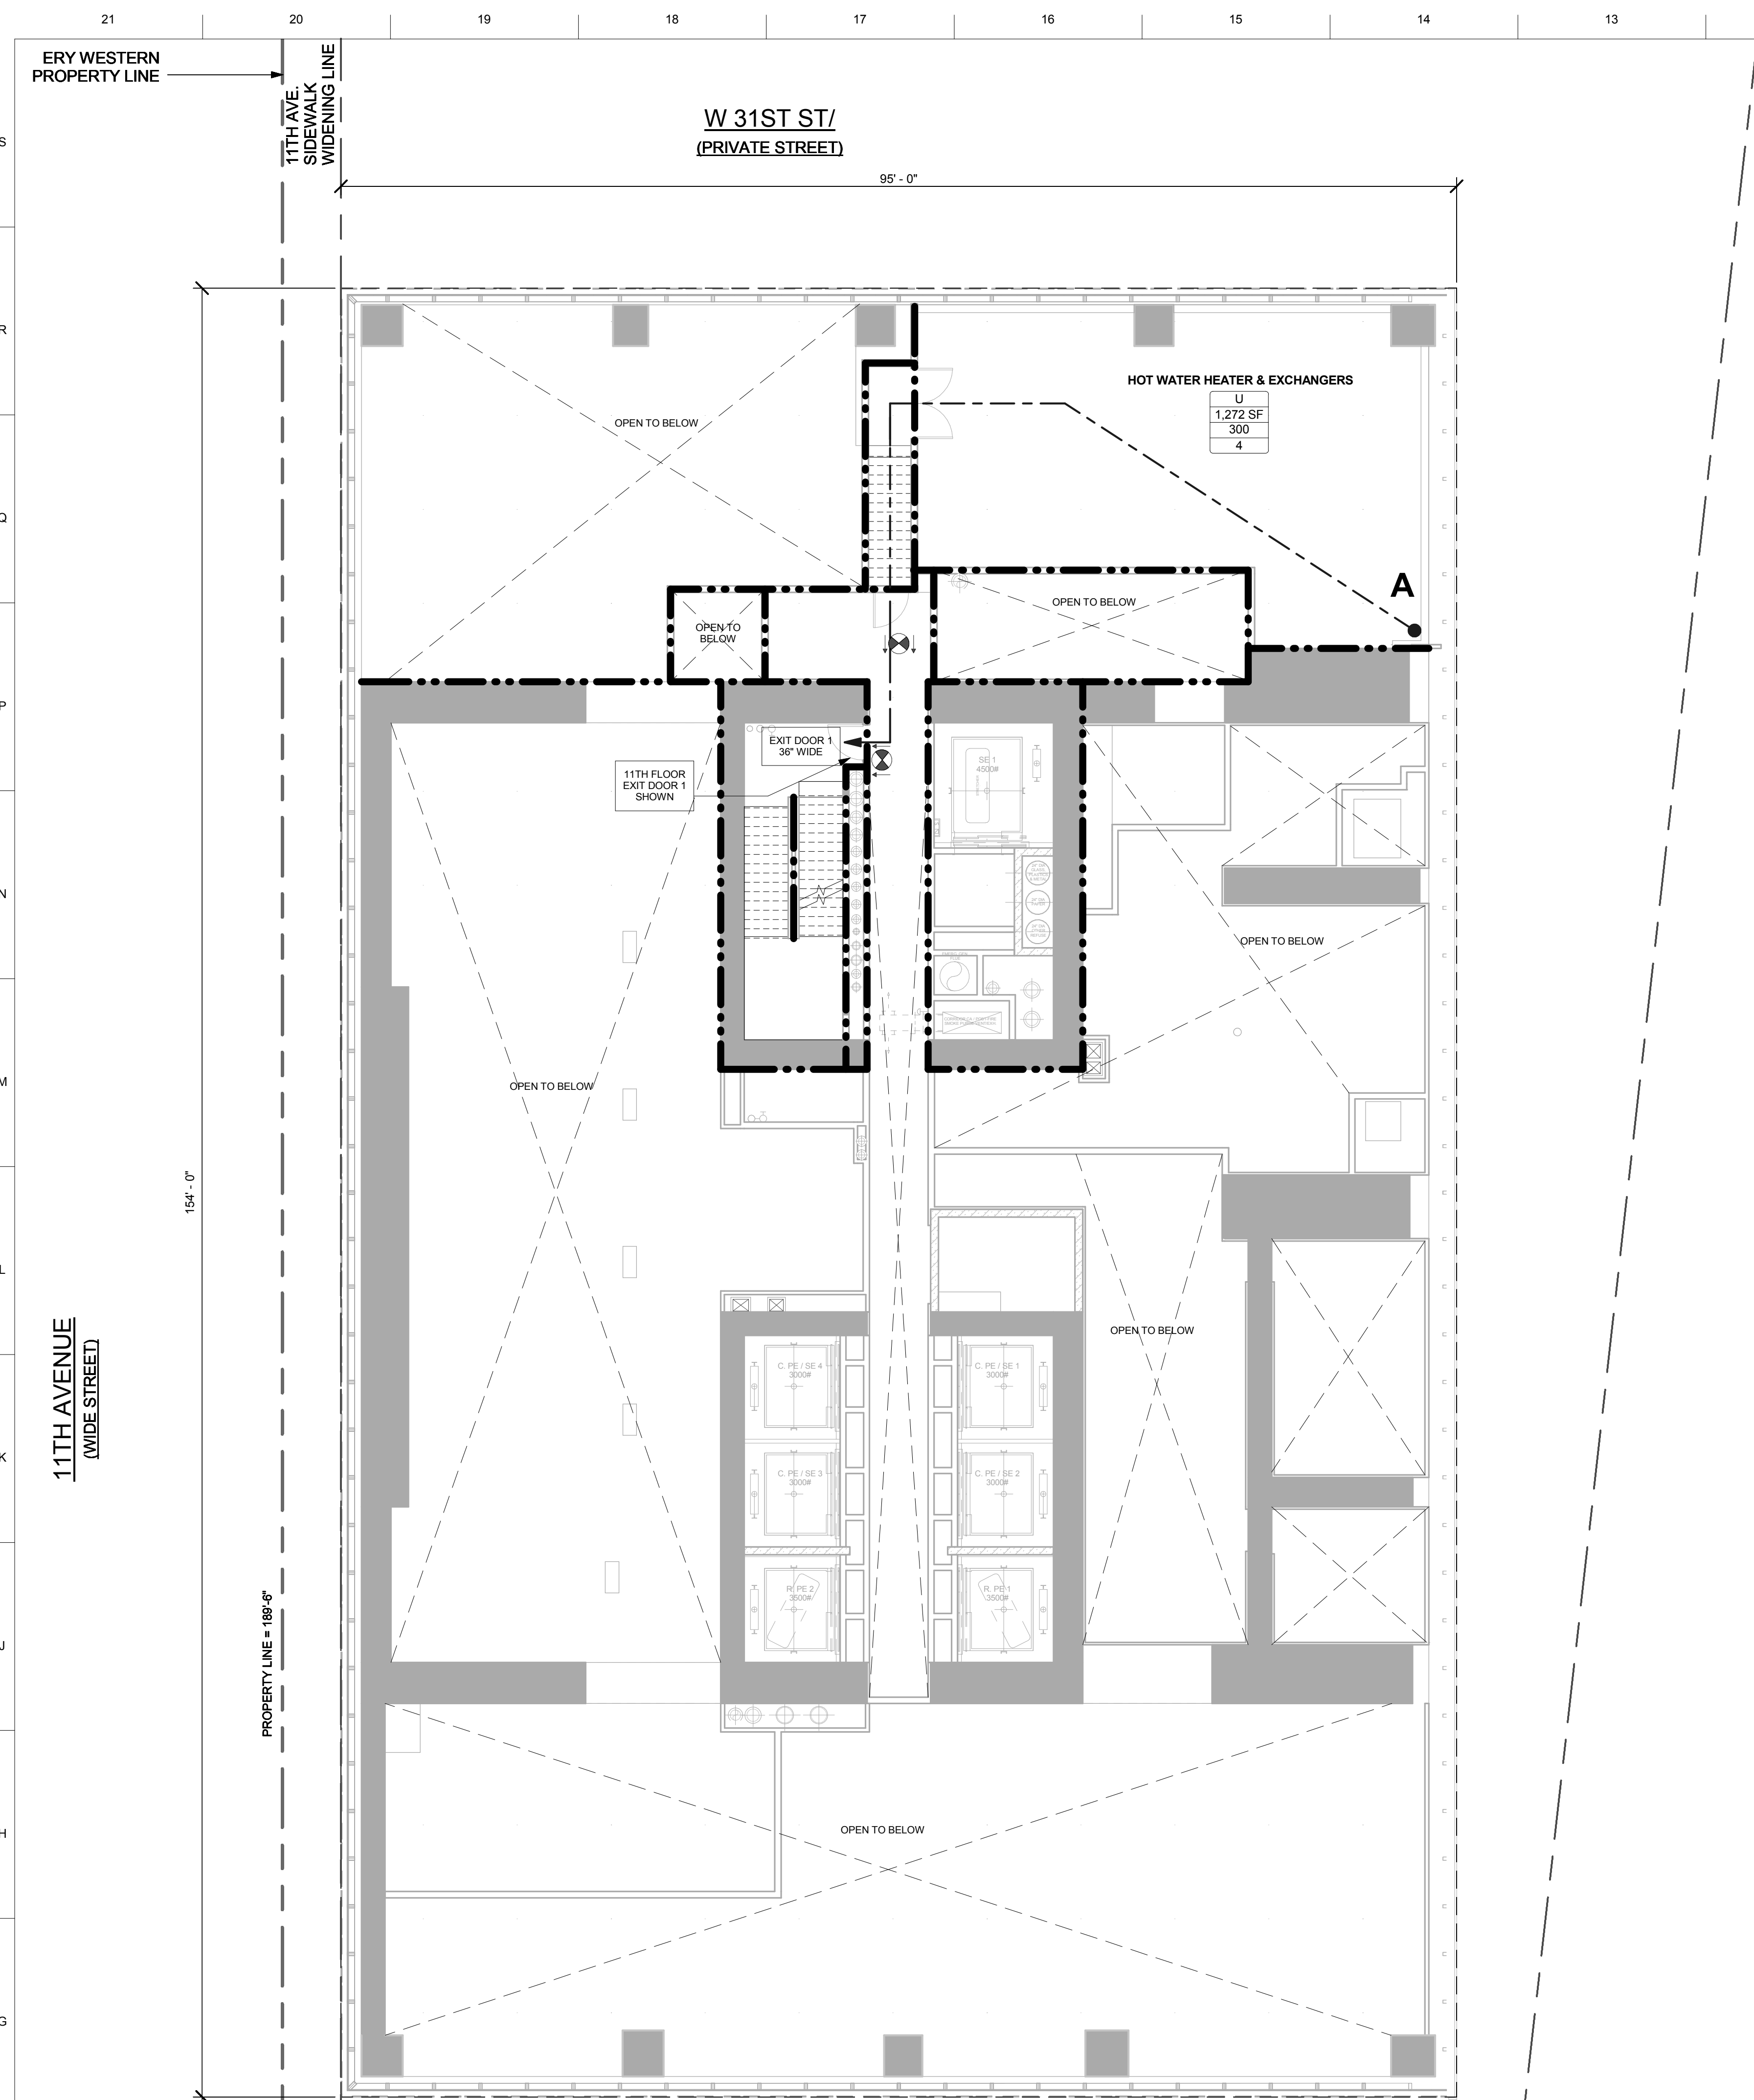 21 20 19 18 17 16 15 14 13
ERY WESTERN
PROPERTY LINE
11TH AVE.
SIDEWALK
WIDENING LINE
W 31ST ST/
(PRIVATE STREET)
95' - 0"
S
R
Q
P
N
M
L
K
J
H
G
HOT WATER HEATER & EXCHANGERS
U
1,272 SF
300
4
OPEN TO BELOW
A
OPEN TO BELOW
OPEN TO
BELOW
EXIT DOOR 1
36" WIDE
11TH FLOOR
EXIT DOOR 1
SHOWN
SE 1
4500#
OPEN TO BELOW
OPEN TO BELOW
154' - 0"
11TH AVENUE
(WIDE STREET)
OPEN TO BELOW
C. PE / SE 4
3000#
C. PE / SE 1
3000#
C. PE / SE 3
3000#
C. PE / SE 2
3000#
R. PE 2
3500#
R. PE 1
3500#
PROPERTY LINE = 189'-6"
OPEN TO BELOW